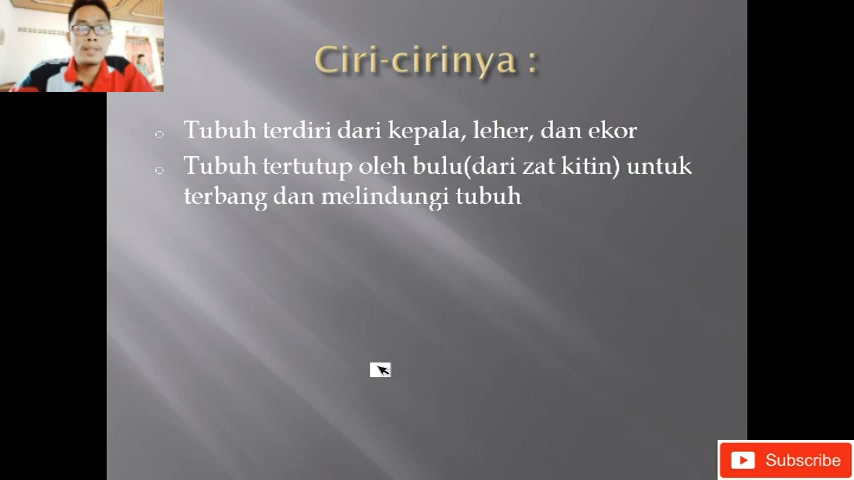 Ciri-cirinya :
Tubuh terdiri dari kepala, leher, dan ekor
Tubuh tertutup oleh bulu(dari zat kitin) untuk
terbang dan melindungi tubuh
Subscribe